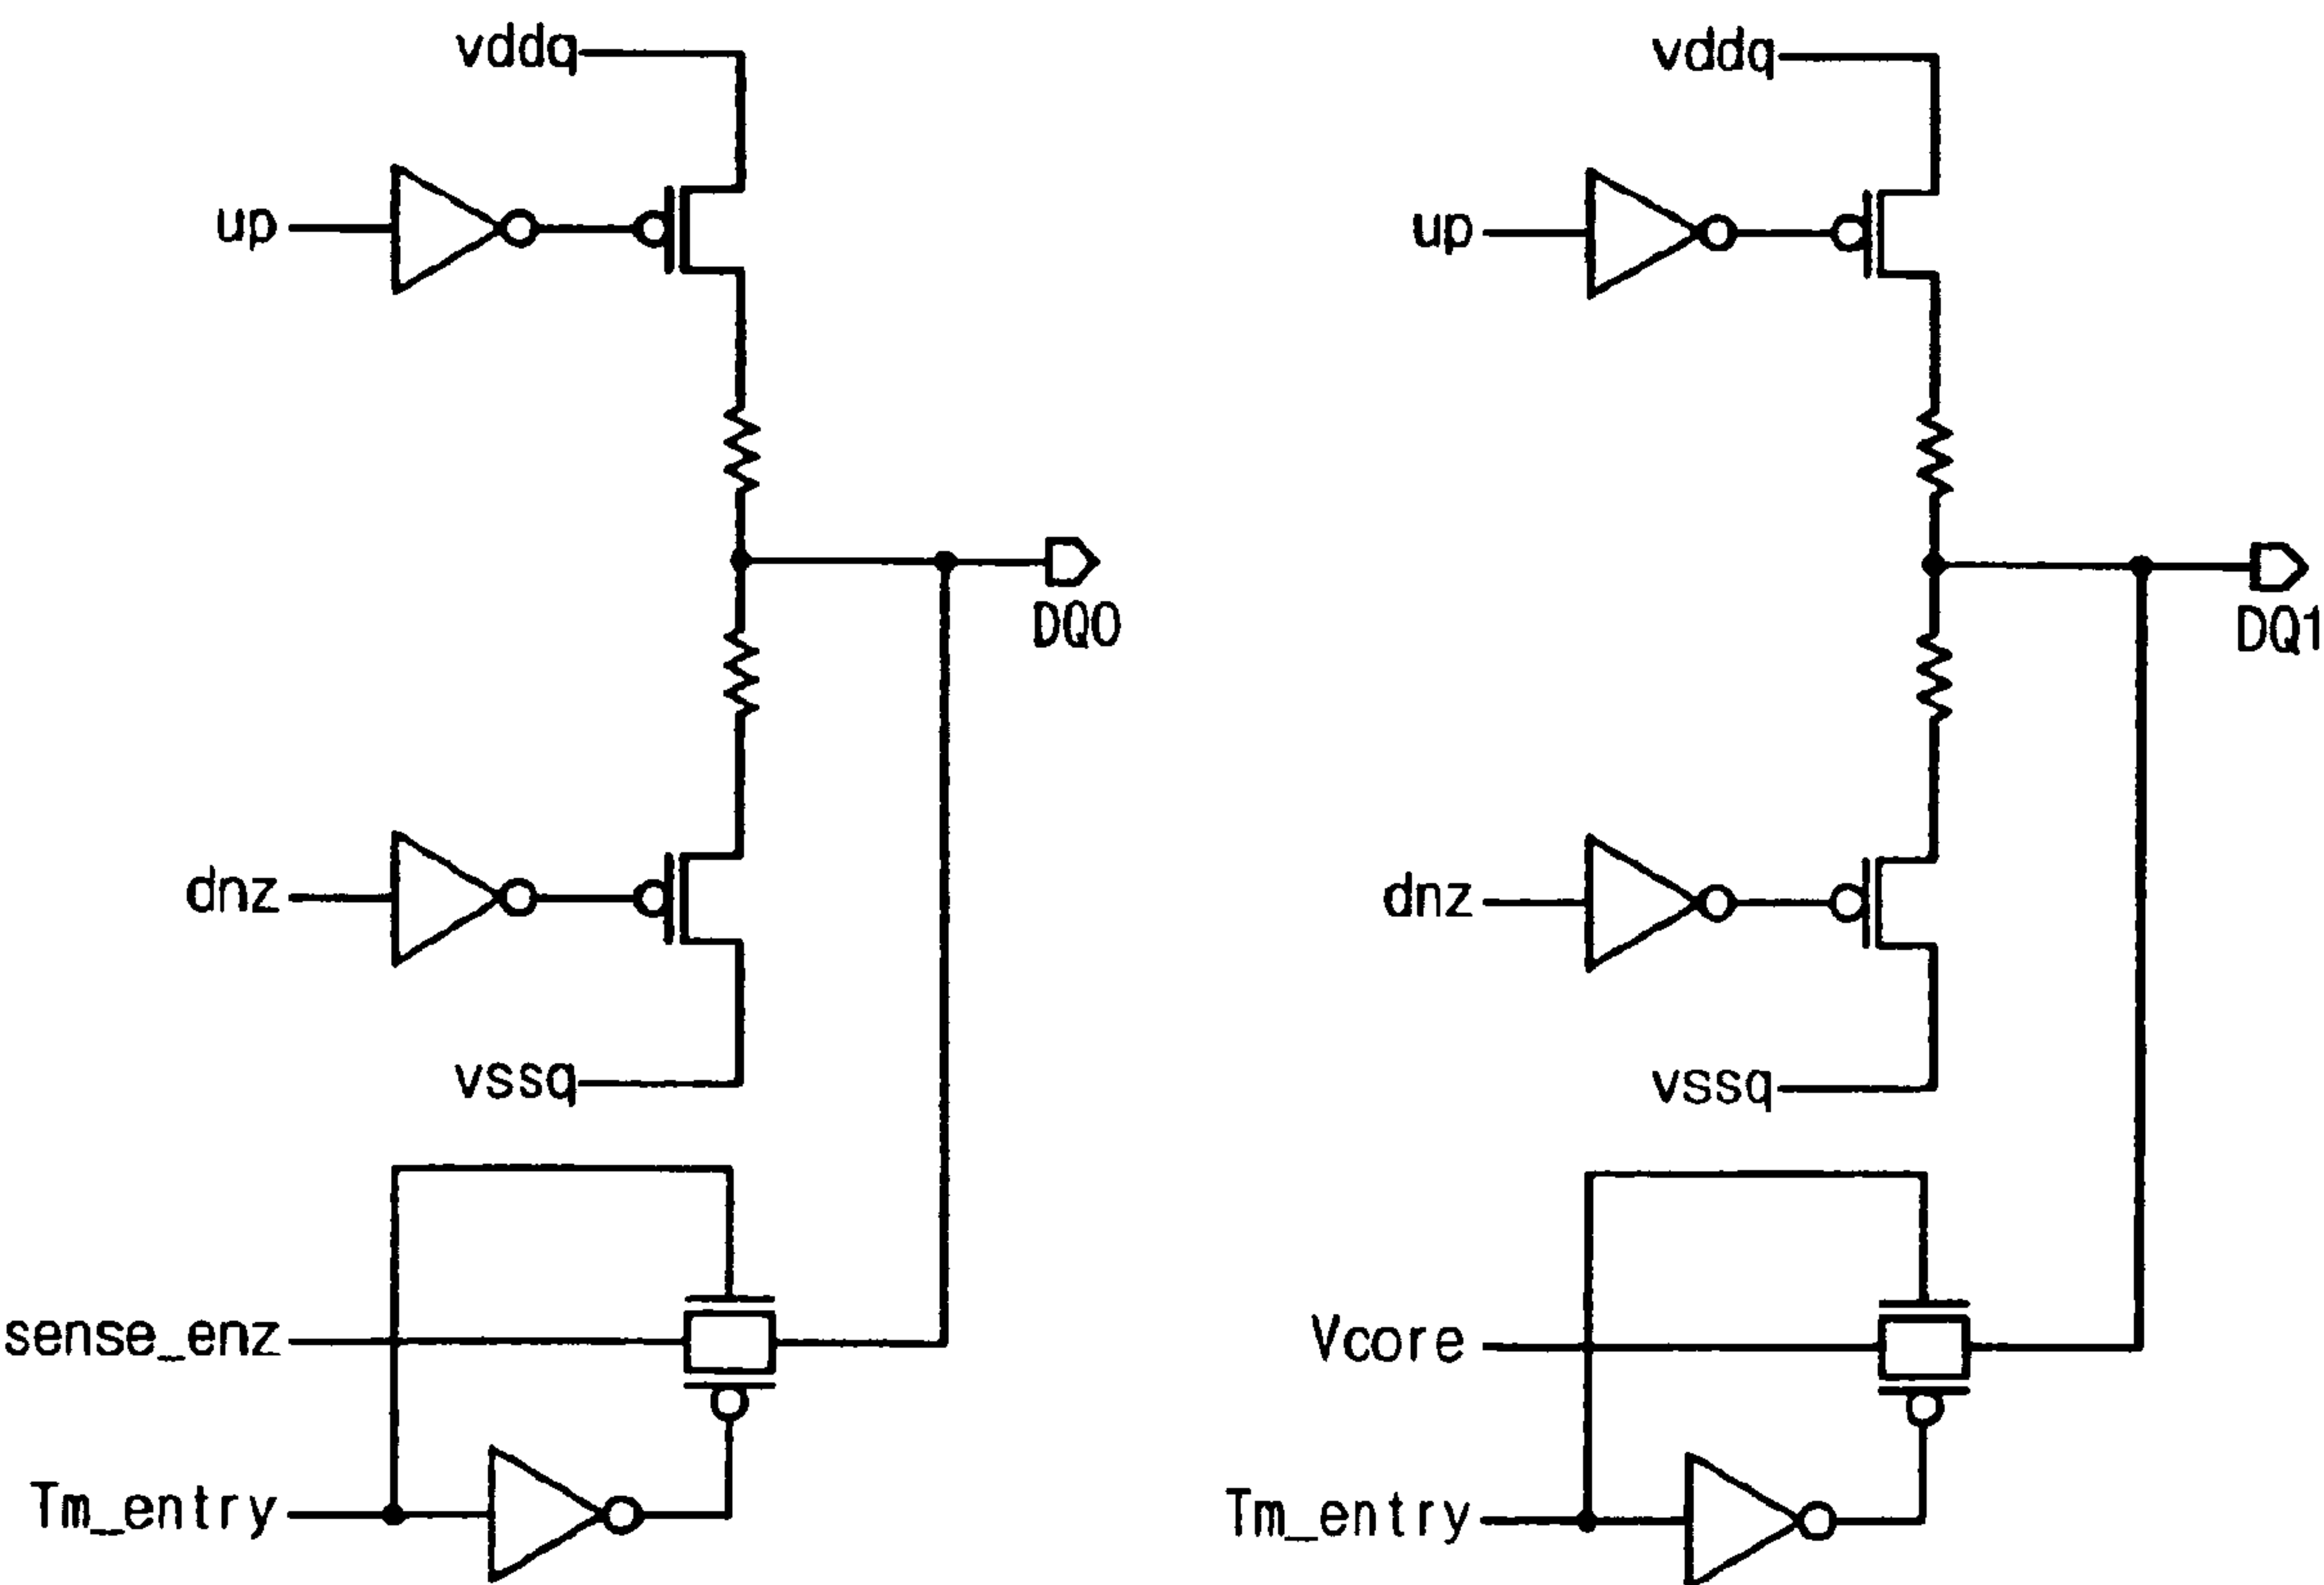 vddq
up
DQ0
dnz
vssq
sense_enz
Tm_entry
vddq
up
DQ1
dnz
vssq
Vcore
Tm_entry